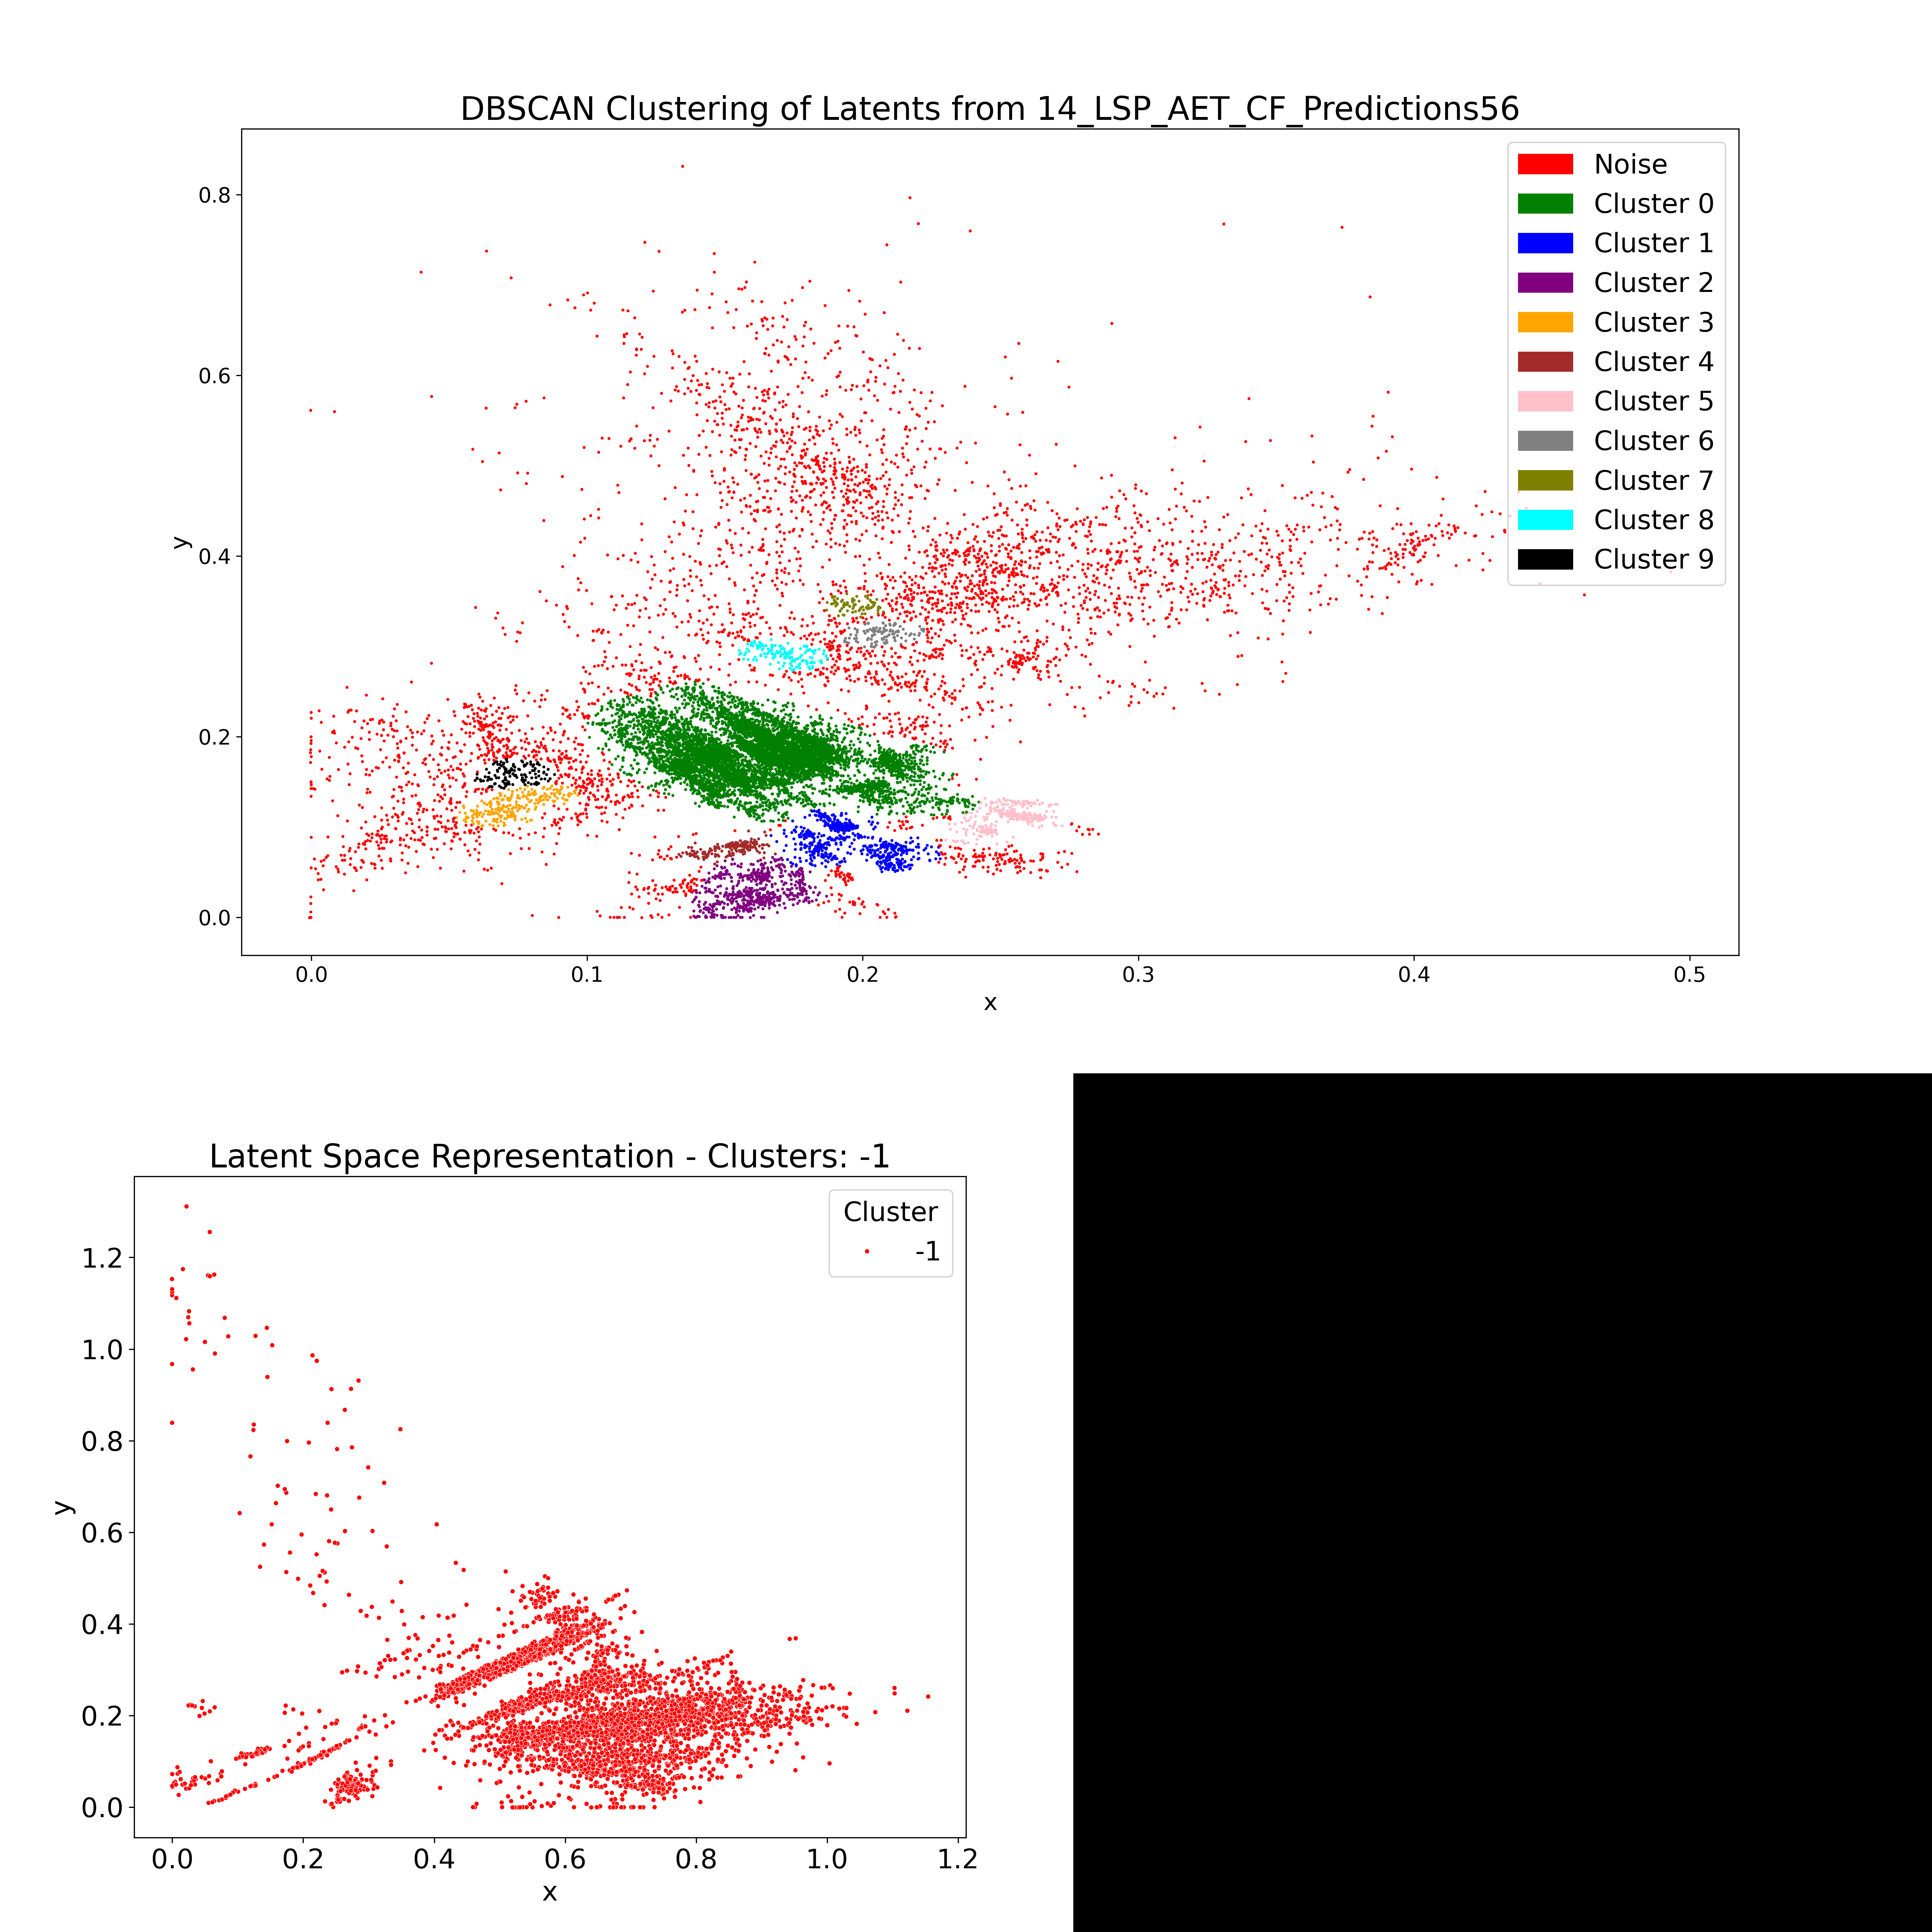 DBSCAN Clustering of Latents from 14_LSP_AET_CF_Predictions56
Noise
Cluster 0
Cluster 1
Cluster 2
Cluster 3
Cluster 4
Cluster 5
Cluster 6
Cluster 7
Cluster 8
Cluster 9
0.8
0.6
0.4
0.2
0.0
y
0.0 0.1 0.2 0.3 0.4 0.5
x
Latent Space Representation - Clusters: -1
Cluster
-1
1.2
1.0
0.8
0.6
0.4
0.2
0.0
y
0.0 0.2 0.4 0.6 0.8 1.0 1.2
x